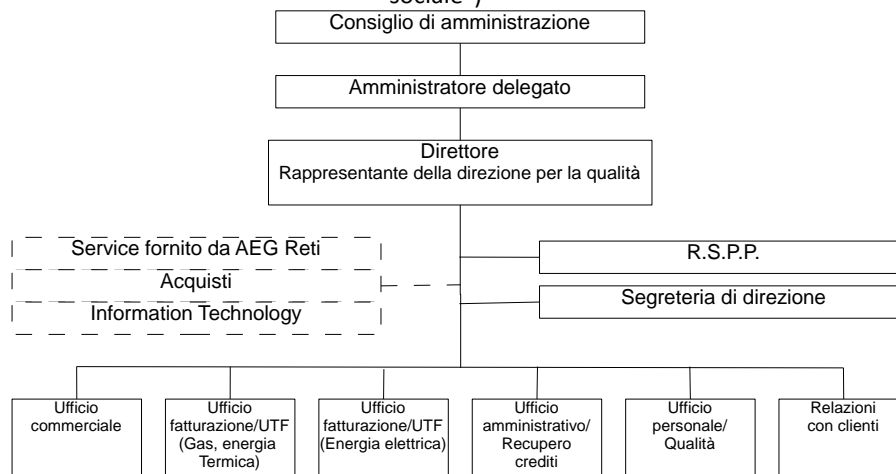 sociale")
Consiglio di amministrazione
Amministratore delegato
Direttore
Rappresentante della direzione per la qualità
Service fornito da AEG Reti
Acquisti
Information Technology
R.S.P.P.
Segreteria di direzione
Ufficio
commerciale
Ufficio
fatturazione/UTF
(Gas, energia
Termica)
Ufficio
fatturazione/UTF
(Energia elettrica)
Ufficio
amministrativo/
Recupero
crediti
Ufficio
personale/
Qualità
Relazioni
con clienti